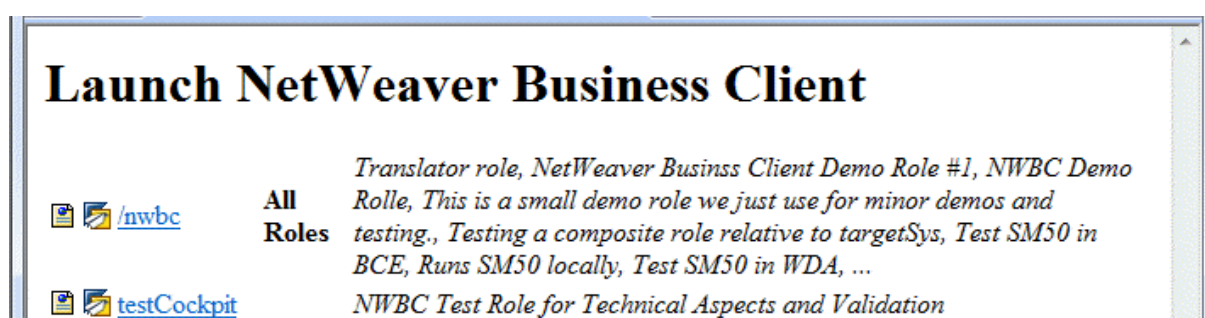 Launch NetWeaver Business Client
Translator role, NetWeaver Businss Client Demo Role #1, NWBC Demo
/nwbc All Rolle, This is a small demo role we just use for minor demos and
Roles testing., Testing a composite role relative to targetSys, Test SM50 in
BCE, Runs SM50 locally, Test SM50 in WDA, ...
testCockpit NWBC Test Role for Technical Aspects and Validation